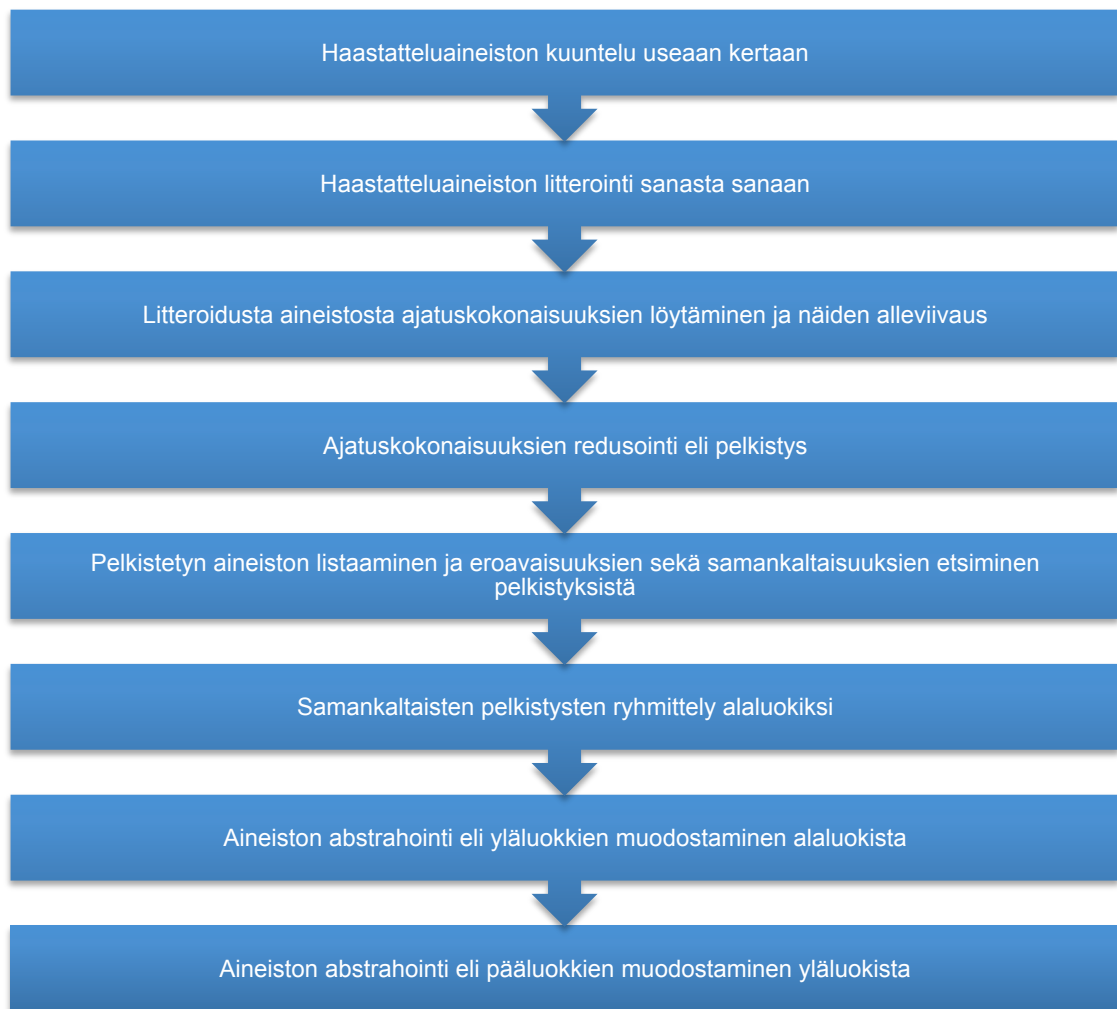 Haastatteluaineiston kuuntelu useaan kertaan
Haastatteluaineiston litterointi sanasta sanaan
Litteroidusta aineistosta ajatuskokonaisuuksien löytäminen ja näiden alleviivaus
Ajatuskokonaisuuksien redusointi eli pelkistys
Pelkistetyn aineiston listaaminen ja eroavaisuuksien sekä samankaltaisuuksien etsiminen
pelkistyksistä
Samankaltaisten pelkistysten ryhmittely alaluokiksi
Aineiston abstrahointi eli yläluokkien muodostaminen alaluokista
Aineiston abstrahointi eli pääluokkien muodostaminen yläluokista